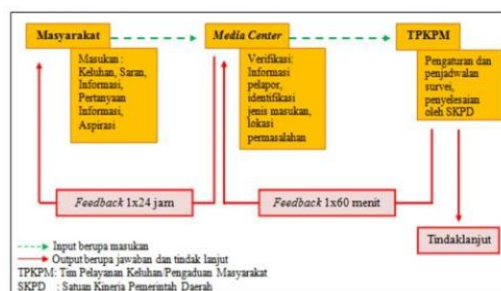 Masyarakat
Masukan :
Keluhan, Saran,
Informasi,
Pertanyaan
Informasi,
Aspirasi
Media Center
Verifikasi:
Informasi
pelapor,
identifikasi
jenis masukan,
lokasi
permasalahan
TPKPM
Pengaturan dan
penjadwalan
survei,
penyelesaian
oleh SKPD
Feedback 1x24 jam
Feedback 1x60 menit
Tindaklanjut
Input berupa masukan
Output berupa jawaban dan tindak lanjut
TPKPM: Tim Pelayanan Keluhan/Pengaduan Masyarakat
SKPD : Satuan Kinerja Pemerintah Daerah